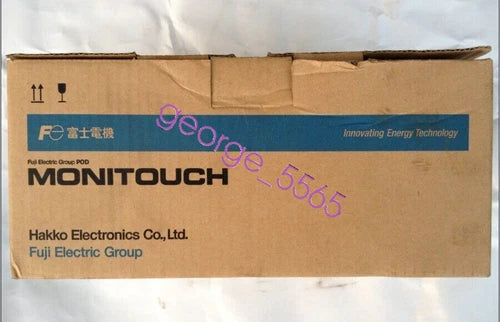 Fe 富士電機
Innovating Energy Technology
Fuji Electric Group POD
MONITOUCH
Hakko Electronics Co., Ltd.
Fuji Electric Group
george_5565